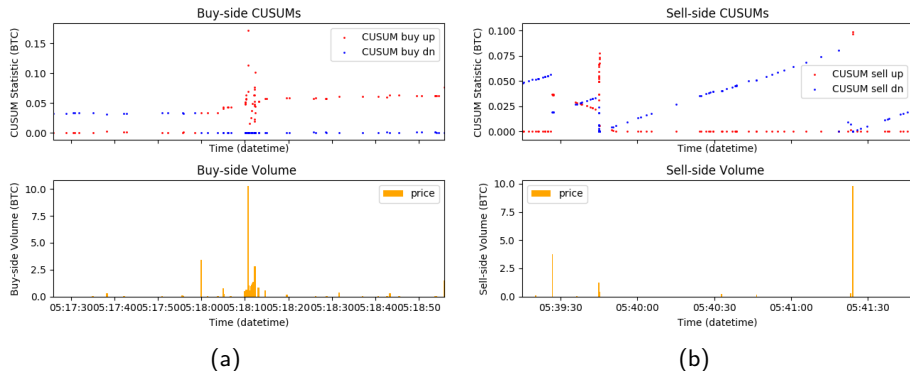 Buy-side CUSUMs
CUSUM Statistic (BTC)
0.15
0.10
0.05
0.00
CUSUM buy up
CUSUM buy dn
Time (datetime)
Buy-side Volume
Buy-side Volume (BTC)
10.0
7.5
5.0
2.5
0.0
price
05:17:30 05:17:40 05:17:50 05:18:00 05:18:10 05:18:20 05:18:30 05:18:40 05:18:50
Time (datetime)
(a)
Sell-side CUSUMs
CUSUM Statistic (BTC)
0.100
0.075
0.050
0.025
0.000
CUSUM sell up
CUSUM sell dn
Time (datetime)
Sell-side Volume
Sell-side Volume (BTC)
10.0
7.5
5.0
2.5
0.0
price
05:39:30 05:40:00 05:40:30 05:41:00 05:41:30
Time (datetime)
(b)